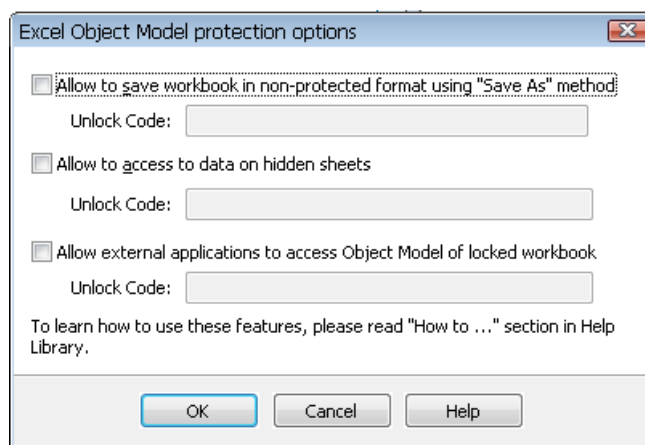 Excel Object Model protection options
Allow to save workbook in non-protected format using "Save As" method
Unlock Code:
Allow to access to data on hidden sheets
Unlock Code:
Allow external applications to access Object Model of locked workbook
Unlock Code:
To learn how to use these features, please read "How to ..." section in Help
Library.
OK Cancel Help